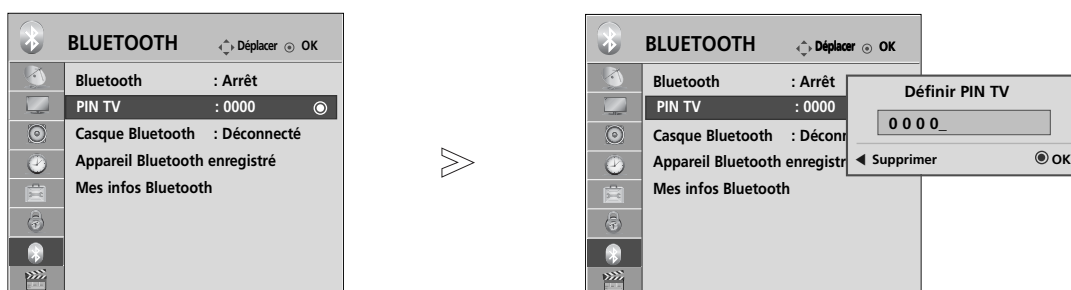 BLUETOOTH Déplacer OK
Bluetooth : Arrêt
PIN TV : 0000
Casque Bluetooth : Déconnecté
Appareil Bluetooth enregistré
Mes infos Bluetooth
BLUETOOTH Déplacer OK
Bluetooth : Arrêt
PIN TV : 0000
Casque Bluetooth : Déconn
Appareil Bluetooth enregistr
Mes infos Bluetooth
Définir PIN TV
0 0 0 0_
Supprimer OK